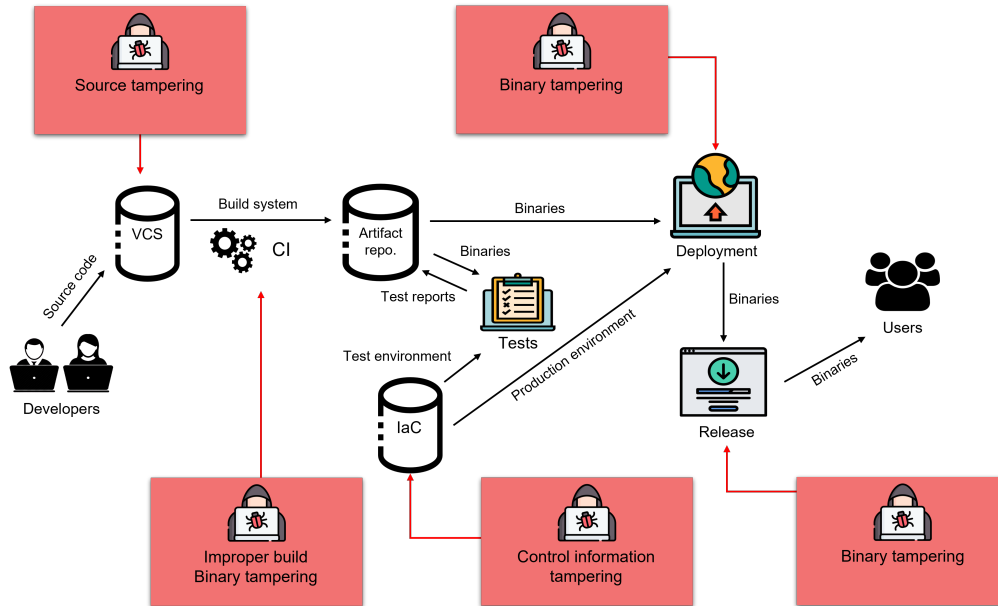 Source tampering
Binary tampering
VCS
Build system
CI
Artifact
repo.
Binaries
Deployment
Source code
Developers
Binaries
Test reports
Tests
Test environment
IaC
Production environment
Binaries
Release
Binaries
Users
Improper build
Binary tampering
Control information
tampering
Binary tampering